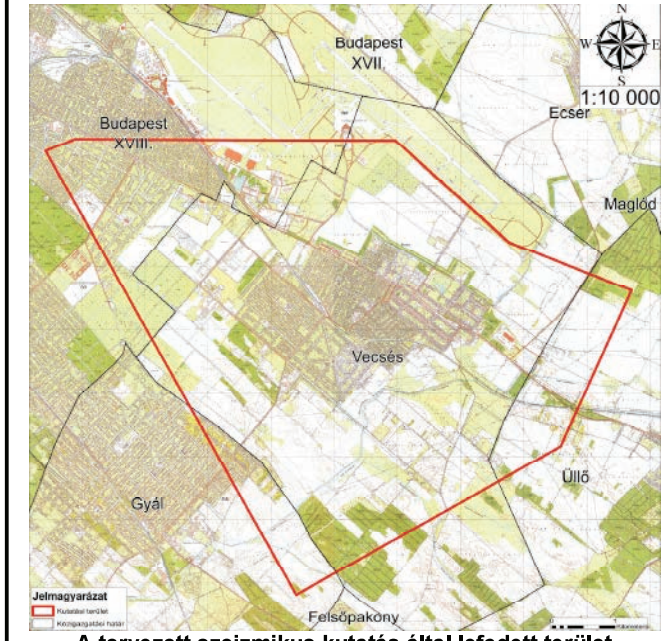 N
W E
S
1:10 000
Budapest
XVII.
Ecser
Budapest
XVIII.
Maglód
Vecsés
Üllő
Gyál
Felsőpakony
Jelmagyarázat
Kutatási terület
Közigazgatási határ
A tervezett szeizmikus kutatás által lefedett terület